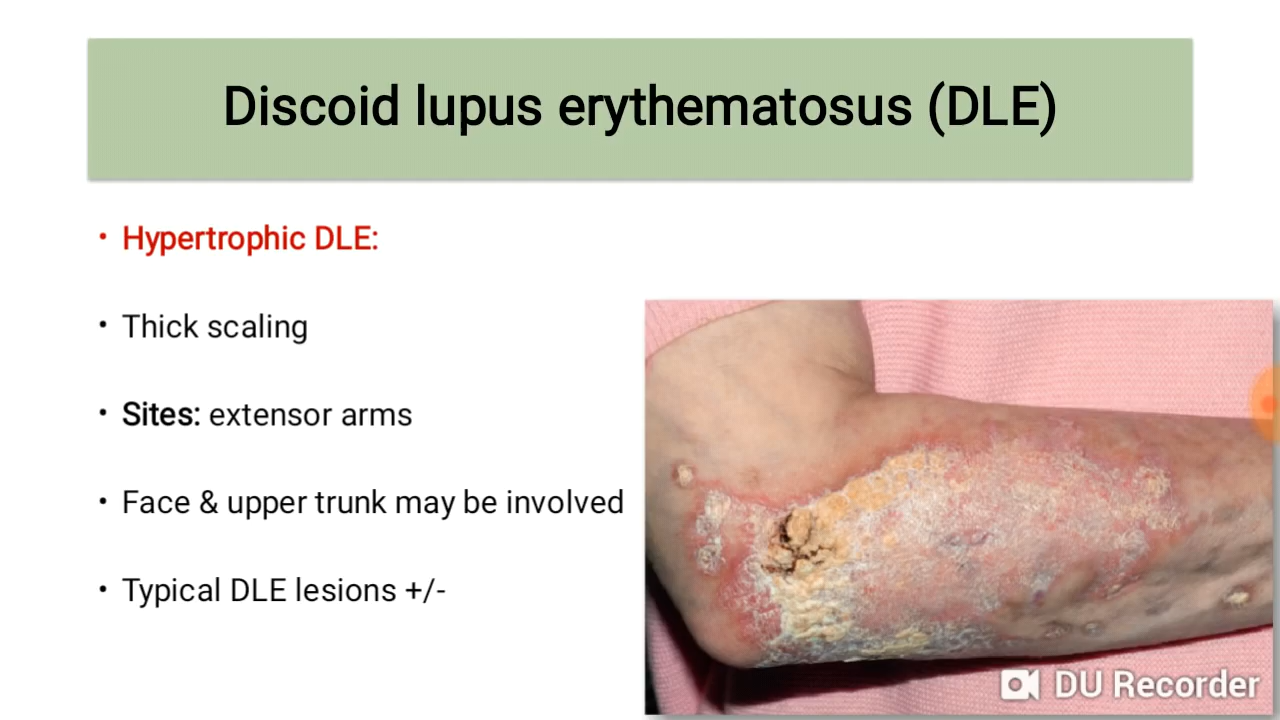 Discoid lupus erythematosus (DLE)
• Hypertrophic DLE:
• Thick scaling
• Sites: extensor arms
• Face & upper trunk may be involved
• Typical DLE lesions +/-
DU Recorder